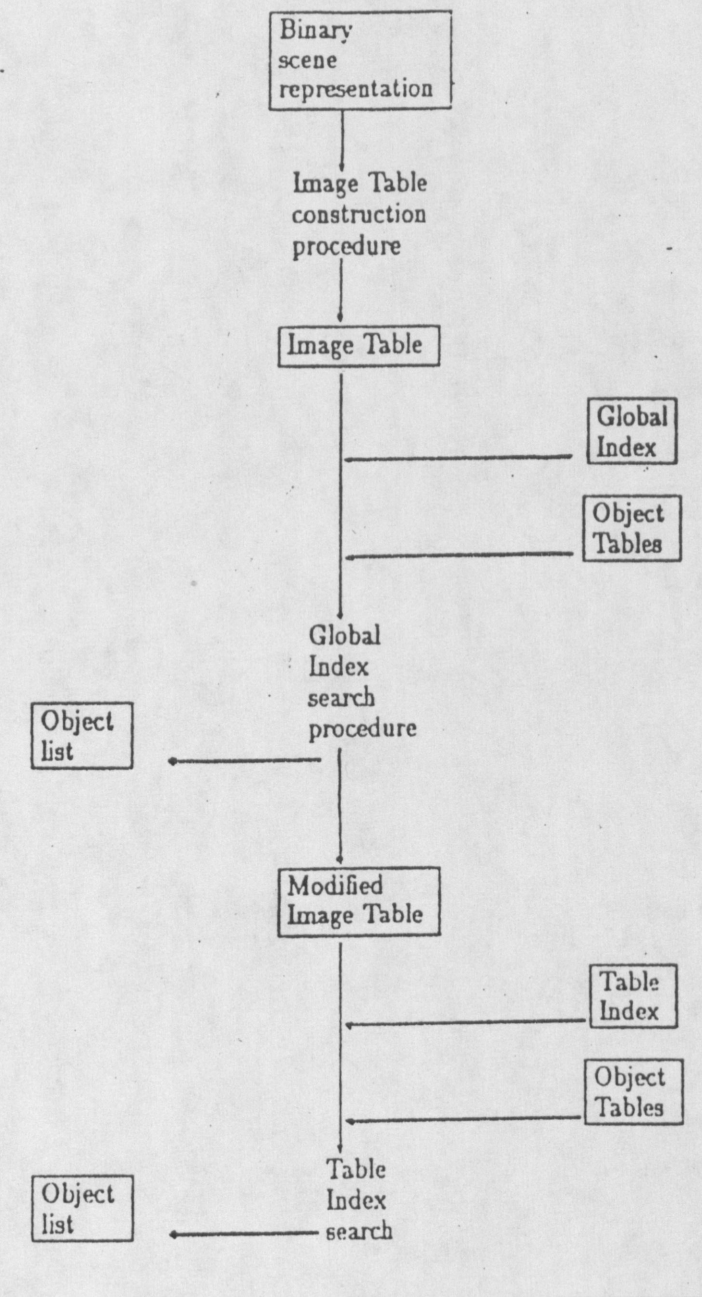 Binary
scene
representation
Image Table
construction
procedure
Image Table
Global
Index
Object
Tables
Global
Index
search
procedure
Object
list
Modified
Image Table
Table
Index
Object
Tables
Table
Index
search
Object
list